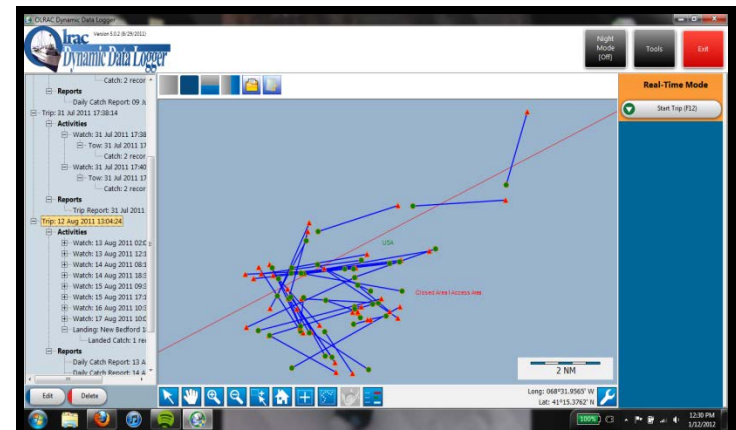 OLRAC Dynamic Data Logger
Olrac Version 5.0.2 (8/29/2011)
Dynamic Data Logger
Night Mode (Off)
Tools
Exit
Catch: 2 recor
Reports
Daily Catch Report: 09 Ju
Trip: 31 Jul 2011 17:38:14
Activities
Watch: 31 Jul 2011 17:38
Tow: 31 Jul 2011 17
Catch: 2 recor
Watch: 31 Jul 2011 17:40
Tow: 31 Jul 2011 17
Catch: 2 recor
Reports
Trip Report: 31 Jul 2011
Trip: 12 Aug 2011 13:04:24
Activities
Watch: 13 Aug 2011 02:0
Watch: 13 Aug 2011 12:1
Watch: 14 Aug 2011 08:1
Watch: 14 Aug 2011 18:5
Watch: 15 Aug 2011 09:5
Watch: 15 Aug 2011 17:1
Watch: 16 Aug 2011 10:5
Watch: 17 Aug 2011 10:0
Landing: New Bedford 1
Landed Catch: 1 re
Reports
Daily Catch Report: 13 A
Daily Catch Report: 14 A
Edit
Delete
USA
Closed Area I Access Area
2 NM
Long: 068°31.9565' W
Lat: 41°15.3762' N
Real-Time Mode
Start Trip (F12)
100%
12:30 PM
1/12/2012